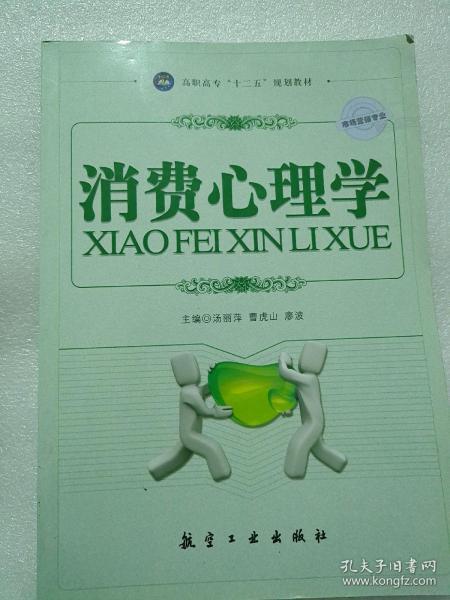 高职高专“十二五”规划教材
市场营销专业
消费心理学
XIAO FEI XIN LI XUE
主编◎汤丽萍 曹虎山 廖波
航空工业出版社
孔夫子旧书网
www.kongfz.com